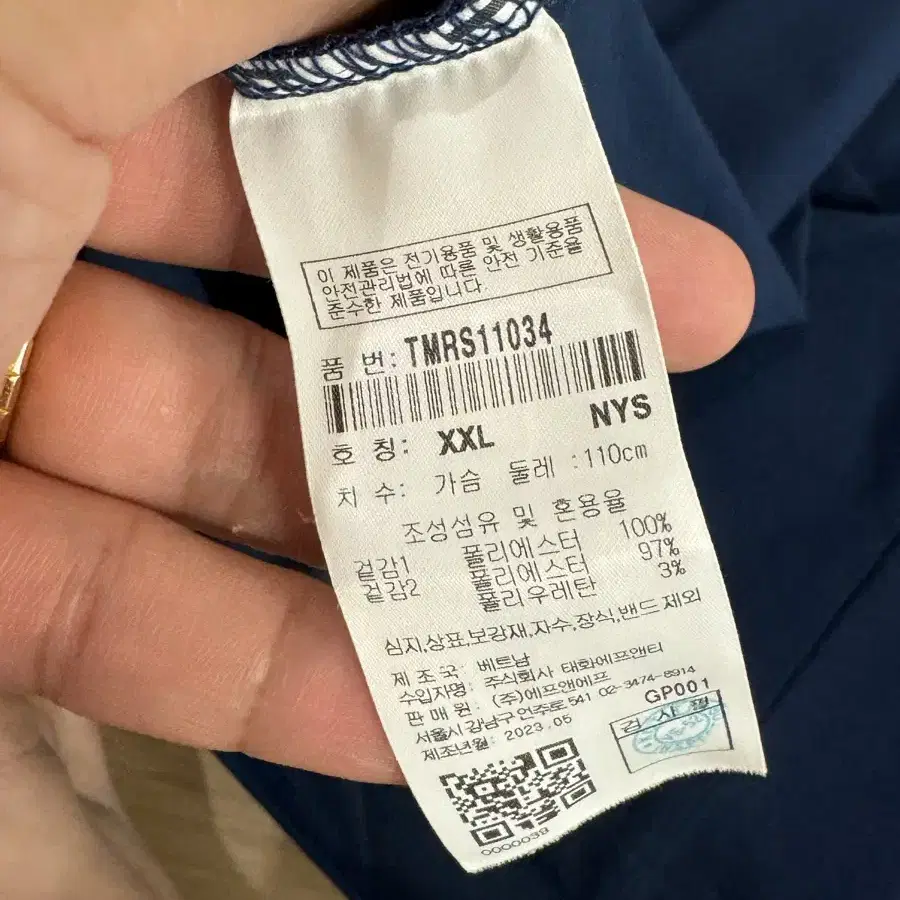 이 제품은 전기용품 및 생활용품
안전관리법에 따른 안전 기준을
준수한 제품입니다.
품 번: TMRS11034
호 칭: XXL NYS
치 수: 가슴 둘레 :110cm
조성섬유 및 혼용율
겉감1 폴리에스터 100%
겉감2 폴리에스터 97%
폴리우레탄 3%
심지,상표,보강재,자수,장식,밴드 제외
제 조 국: 베트남
수입자명: 주식회사 태화에프앤티
판 매 원: (주)에프앤에프
서울시 강남구 언주로 541 02-3474-8914
제조년월: 2023.05
GP001
검 사 필
0000039